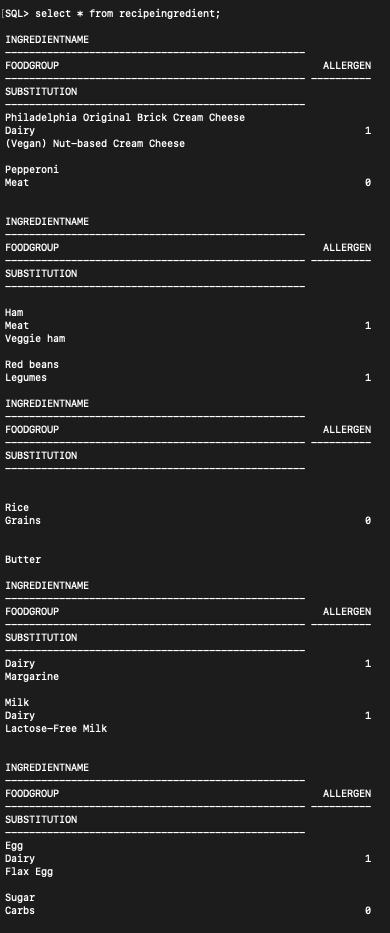 [SQL> select * from recipeingredient;
INGREDIENTNAME
--------------------------------------------------
FOODGROUP ALLERGEN
-------------------------------------------------- ----------
SUBSTITUTION
--------------------------------------------------
Philadelphia Original Brick Cream Cheese
Dairy 1
(Vegan) Nut-based Cream Cheese
Pepperoni
Meat 0
INGREDIENTNAME
--------------------------------------------------
FOODGROUP ALLERGEN
-------------------------------------------------- ----------
SUBSTITUTION
--------------------------------------------------
Ham
Meat 1
Veggie ham
Red beans
Legumes 1
INGREDIENTNAME
--------------------------------------------------
FOODGROUP ALLERGEN
-------------------------------------------------- ----------
SUBSTITUTION
--------------------------------------------------
Rice
Grains 0
Butter
INGREDIENTNAME
--------------------------------------------------
FOODGROUP ALLERGEN
-------------------------------------------------- ----------
SUBSTITUTION
--------------------------------------------------
Dairy 1
Margarine
Milk
Dairy 1
Lactose-Free Milk
INGREDIENTNAME
--------------------------------------------------
FOODGROUP ALLERGEN
-------------------------------------------------- ----------
SUBSTITUTION
--------------------------------------------------
Egg
Dairy 1
Flax Egg
Sugar
Carbs 0